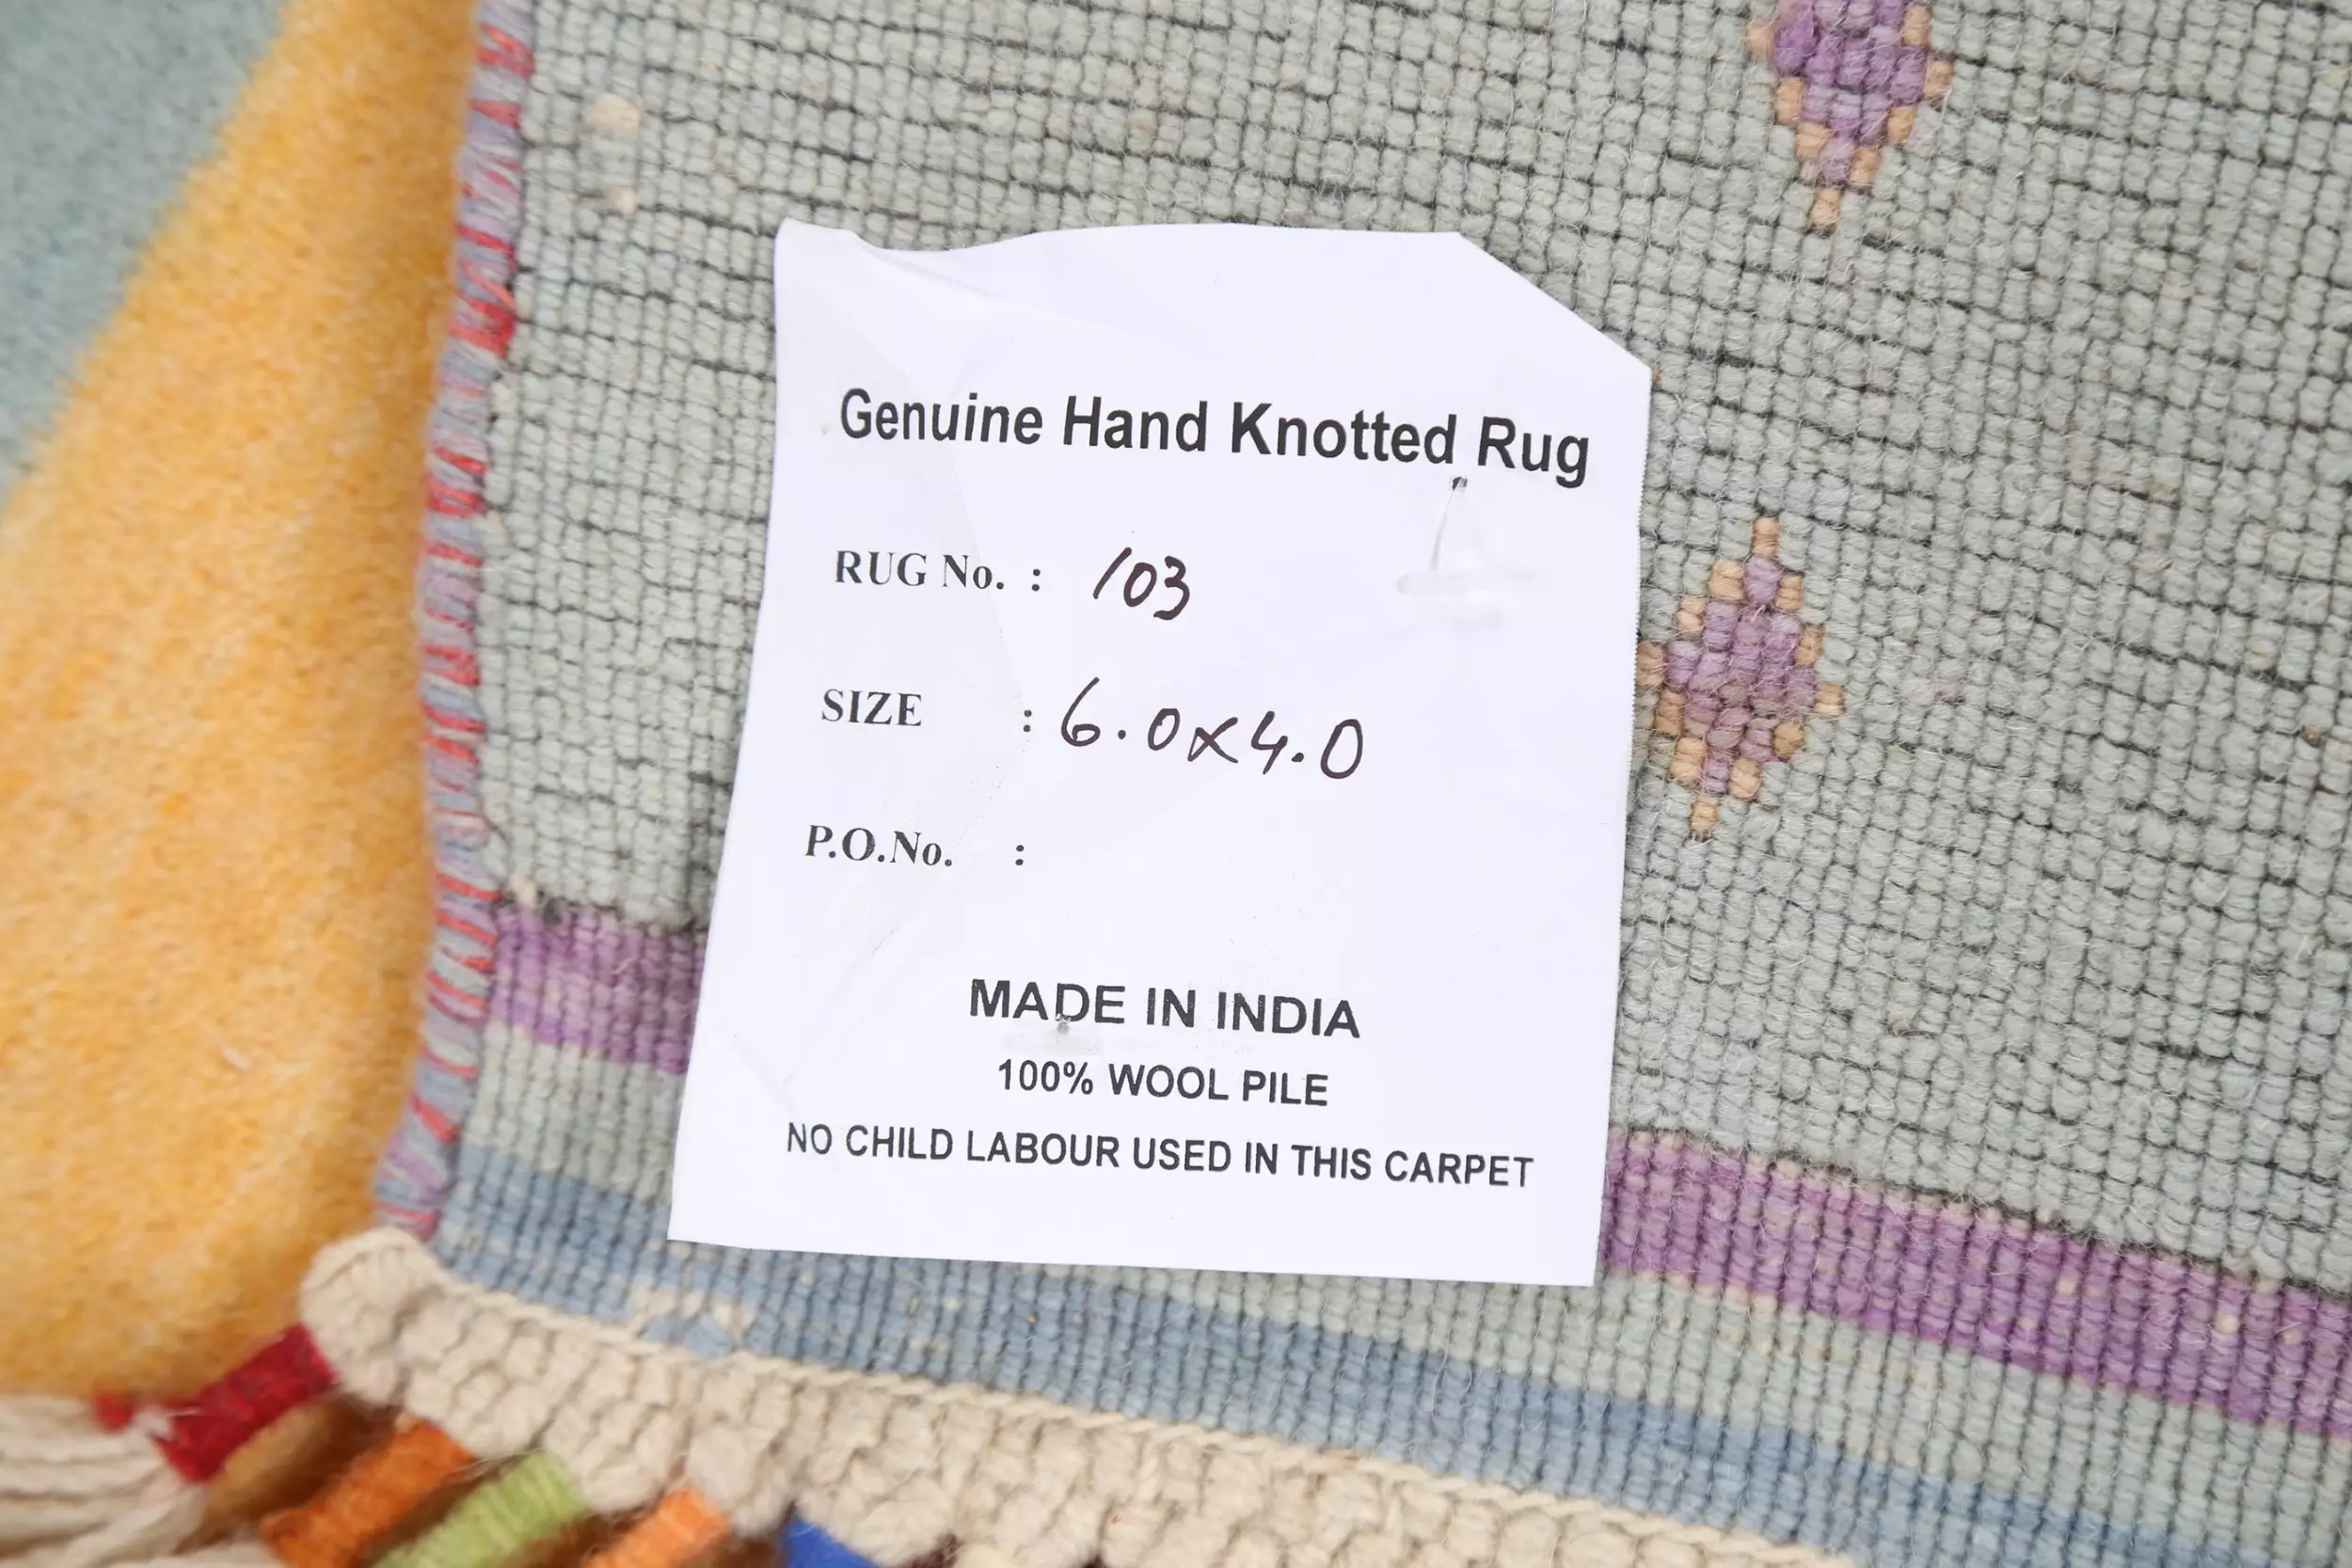 Genuine Hand Knotted Rug
RUG No. : 103
SIZE : 6.0x4.0
P.O.No. :
MADE IN INDIA
100% WOOL PILE
NO CHILD LABOUR USED IN THIS CARPET